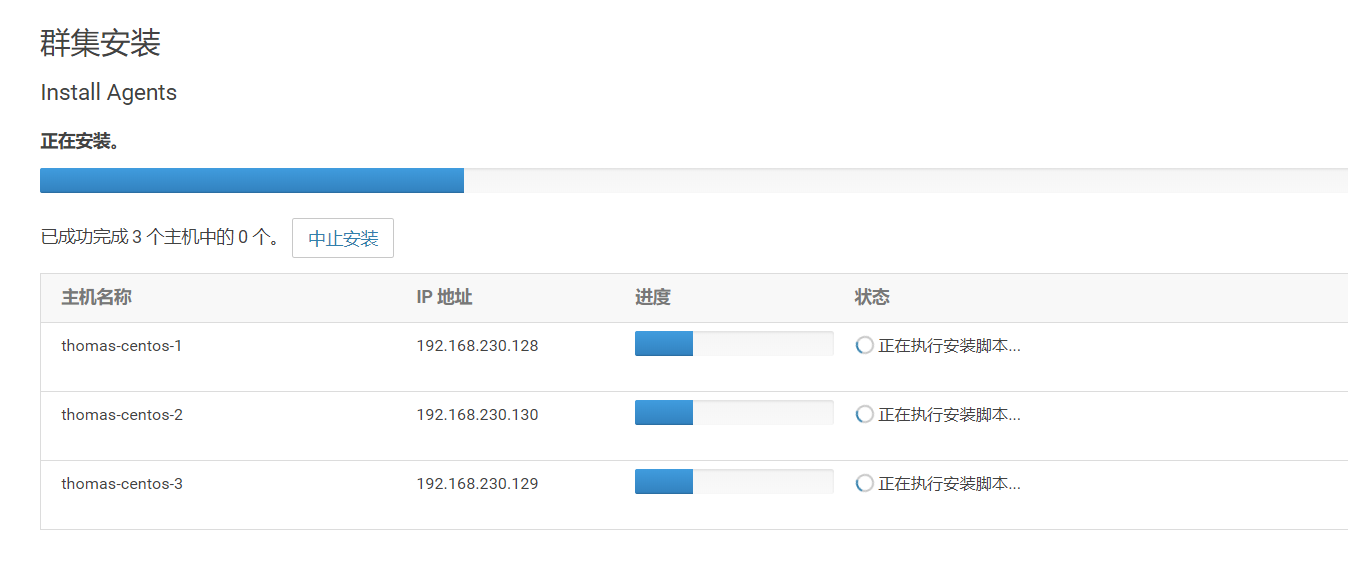 群集安装
Install Agents
正在安装。
已成功完成 3 个主机中的 0 个。 中止安装
主机名称 IP 地址 进度 状态
thomas-centos-1 192.168.230.128 正在执行安装脚本...
thomas-centos-2 192.168.230.130 正在执行安装脚本...
thomas-centos-3 192.168.230.129 正在执行安装脚本...